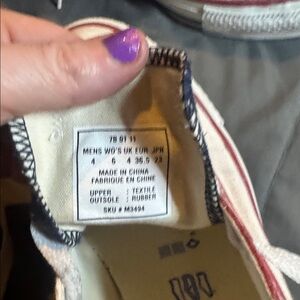 78 01 11
MENS WO'S UK EUR JPN
4 6 4 36.5 23
MADE IN CHINA
FABRIQUE EN CHINE
UPPER : TEXTILE
OUTSOLE : RUBBER
SKU # M3494